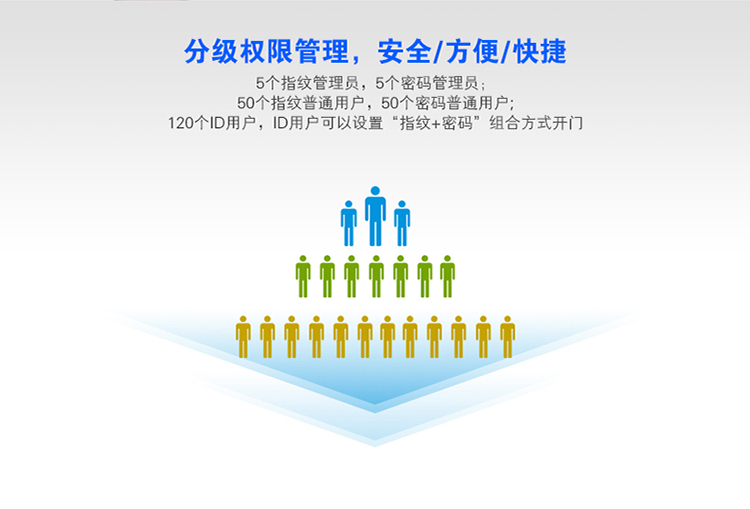 分级权限管理，安全/方便/快捷
5个指纹管理员，5个密码管理员；
50个指纹普通用户，50个密码普通用户；
120个ID用户，ID用户可以设置“指纹+密码”组合方式开门